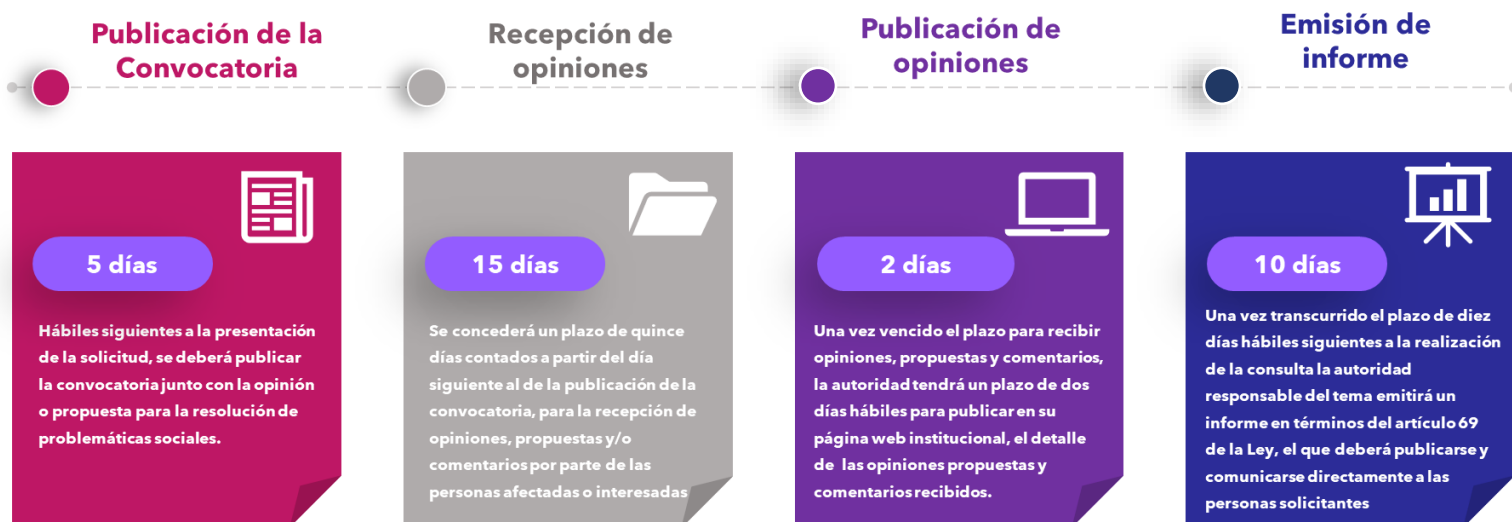 Publicación de la
Convocatoria
Recepción de
opiniones
Publicación de
opiniones
Emisión de
informe
5 días
Hábiles siguientes a la presentación
de la solicitud, se deberá publicar
la convocatoria junto con la opinión
o propuesta para la resolución de
problemáticas sociales.
15 días
Se concederá un plazo de quince
días contados a partir del día
siguiente al de la publicación de la
convocatoria, para la recepción de
opiniones, propuestas y/o
comentarios por parte de las
personas afectadas o interesadas
2 días
Una vez vencido el plazo para recibir
opiniones, propuestas y comentarios,
la autoridad tendrá un plazo de dos
días hábiles para publicar en su
página web institucional, el detalle
de las opiniones propuestas y
comentarios recibidos.
10 días
Una vez transcurrido el plazo de diez
días hábiles siguientes a la realización
de la consulta la autoridad
responsable del tema emitirá un
informe en términos del artículo 69
de la Ley, el que deberá publicarse y
comunicarse directamente a las
personas solicitantes